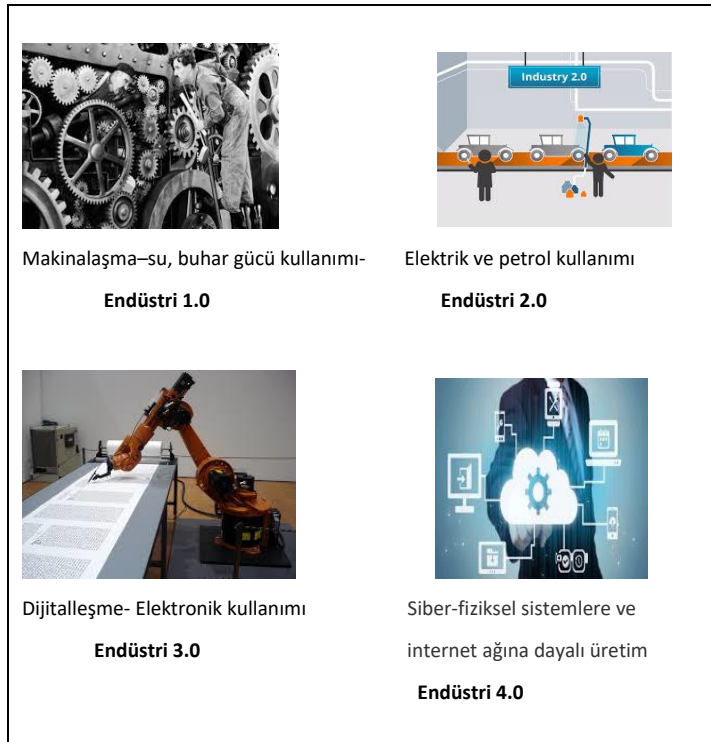 Industry 2.0
Makinalaşma–su, buhar gücü kullanımı-
Elektrik ve petrol kullanımı
Endüstri 1.0
Endüstri 2.0
Dijitalleşme- Elektronik kullanımı
Siber-fiziksel sistemlere ve
Endüstri 3.0
internet ağına dayalı üretim
Endüstri 4.0